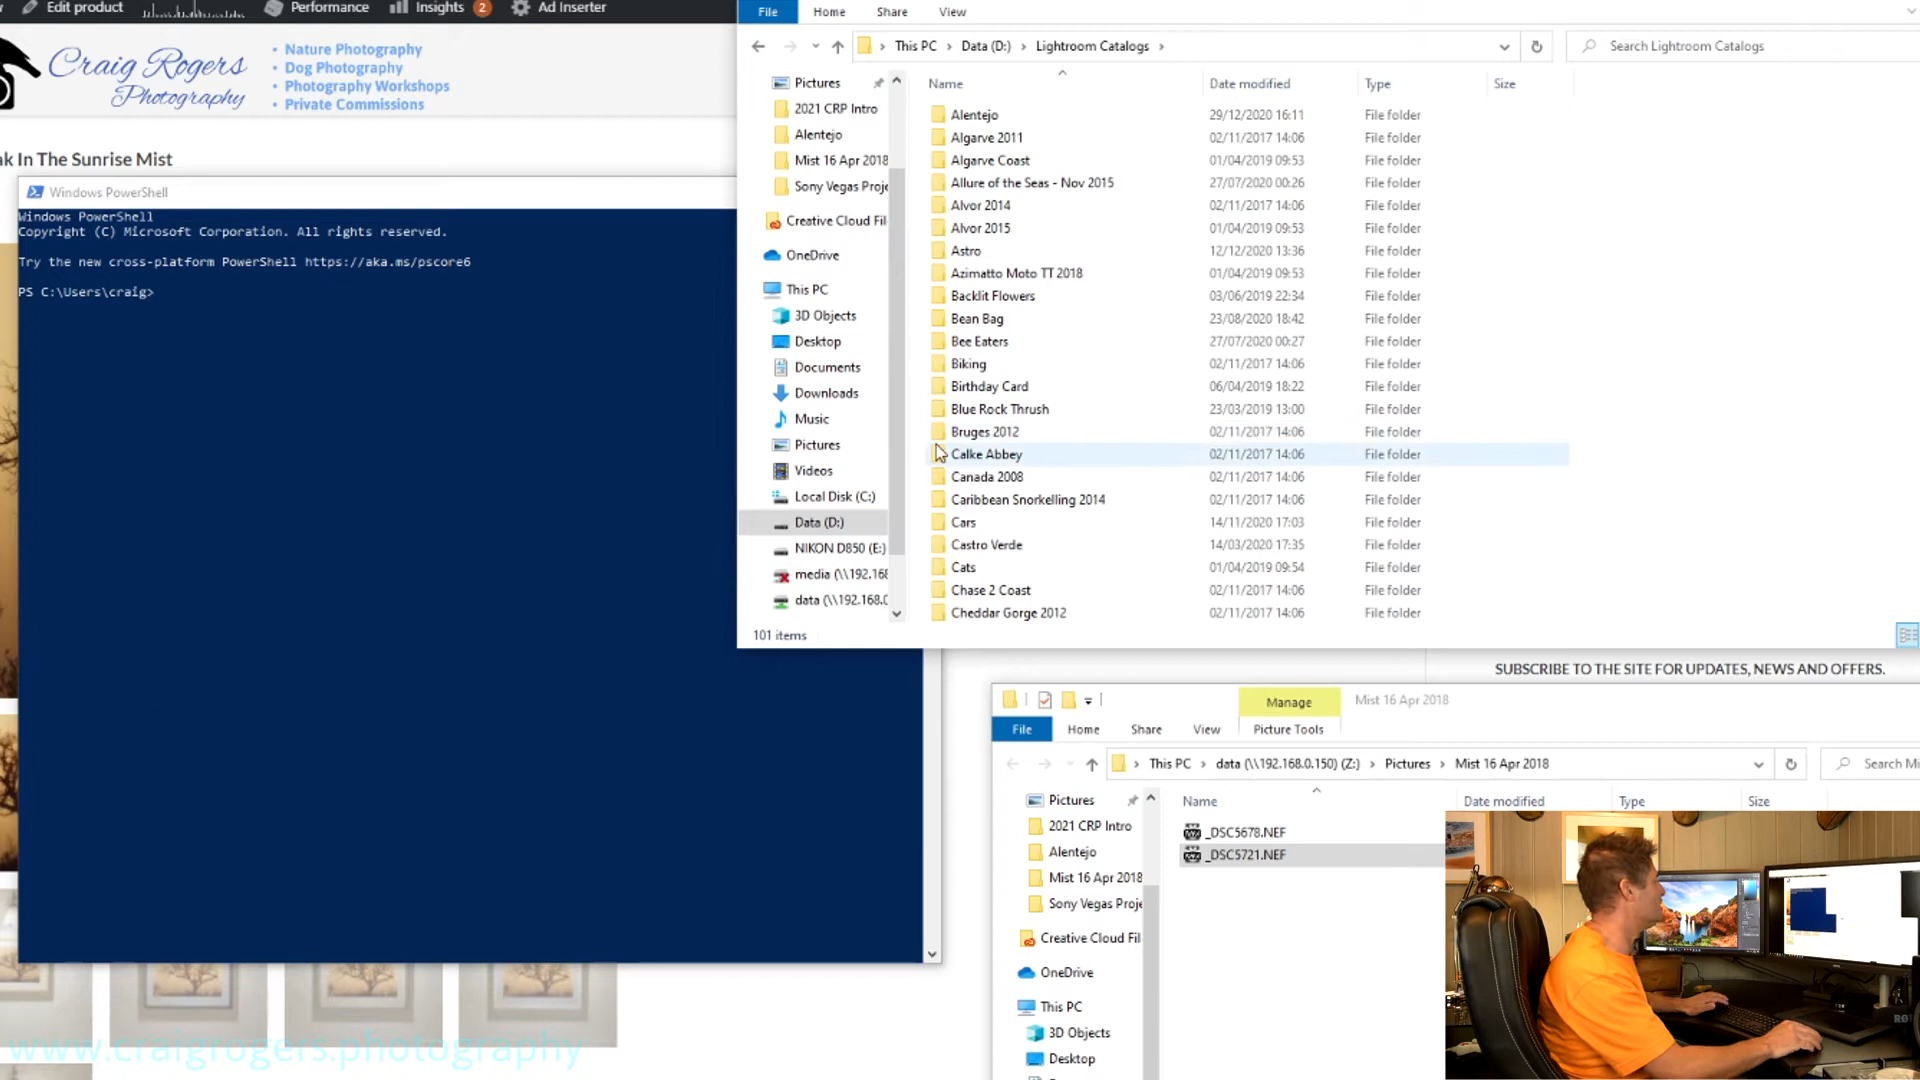 Edit product
Performance
Insights 2
Ad Inserter
Craig Rogers
Photography
• Nature Photography
• Dog Photography
• Photography Workshops
• Private Commissions
ak In The Sunrise Mist
Windows PowerShell
Windows PowerShell
Copyright (C) Microsoft Corporation. All rights reserved.
Try the new cross-platform PowerShell https://aka.ms/pscore6
PS C:\Users\craig>
File Home Share View
This PC > Data (D:) > Lightroom Catalogs >
Search Lightroom Catalogs
Pictures
2021 CRP Intro
Alentejo
Mist 16 Apr 2018
Sony Vegas Proje
Creative Cloud Fil
OneDrive
This PC
3D Objects
Desktop
Documents
Downloads
Music
Pictures
Videos
Local Disk (C:)
Data (D:)
NIKON D850 (E:)
media (\\192.168
data (\\192.168.0
Name Date modified Type Size
Alentejo 29/12/2020 16:11 File folder
Algarve 2011 02/11/2017 14:06 File folder
Algarve Coast 01/04/2019 09:53 File folder
Allure of the Seas - Nov 2015 27/07/2020 00:26 File folder
Alvor 2014 02/11/2017 14:06 File folder
Alvor 2015 01/04/2019 09:53 File folder
Astro 12/12/2020 13:36 File folder
Azimatto Moto TT 2018 01/04/2019 09:53 File folder
Backlit Flowers 03/06/2019 22:34 File folder
Bean Bag 23/08/2020 18:42 File folder
Bee Eaters 27/07/2020 00:27 File folder
Biking 02/11/2017 14:06 File folder
Birthday Card 06/04/2019 18:22 File folder
Blue Rock Thrush 23/03/2019 13:00 File folder
Bruges 2012 02/11/2017 14:06 File folder
Calke Abbey 02/11/2017 14:06 File folder
Canada 2008 02/11/2017 14:06 File folder
Caribbean Snorkelling 2014 02/11/2017 14:06 File folder
Cars 14/11/2020 17:03 File folder
Castro Verde 14/03/2020 17:35 File folder
Cats 01/04/2019 09:54 File folder
Chase 2 Coast 02/11/2017 14:06 File folder
Cheddar Gorge 2012 02/11/2017 14:06 File folder
101 items
SUBSCRIBE TO THE SITE FOR UPDATES, NEWS AND OFFERS.
Manage Mist 16 Apr 2018
File Home Share View Picture Tools
This PC > data (\\192.168.0.150) (Z:) > Pictures > Mist 16 Apr 2018
Search Mi
Pictures
2021 CRP Intro
Alentejo
Mist 16 Apr 2018
Sony Vegas Proje
Creative Cloud Fil
OneDrive
This PC
3D Objects
Desktop
Name Date modified Type Size
_DSC5678.NEF
_DSC5721.NEF
www.craigrogers.photography